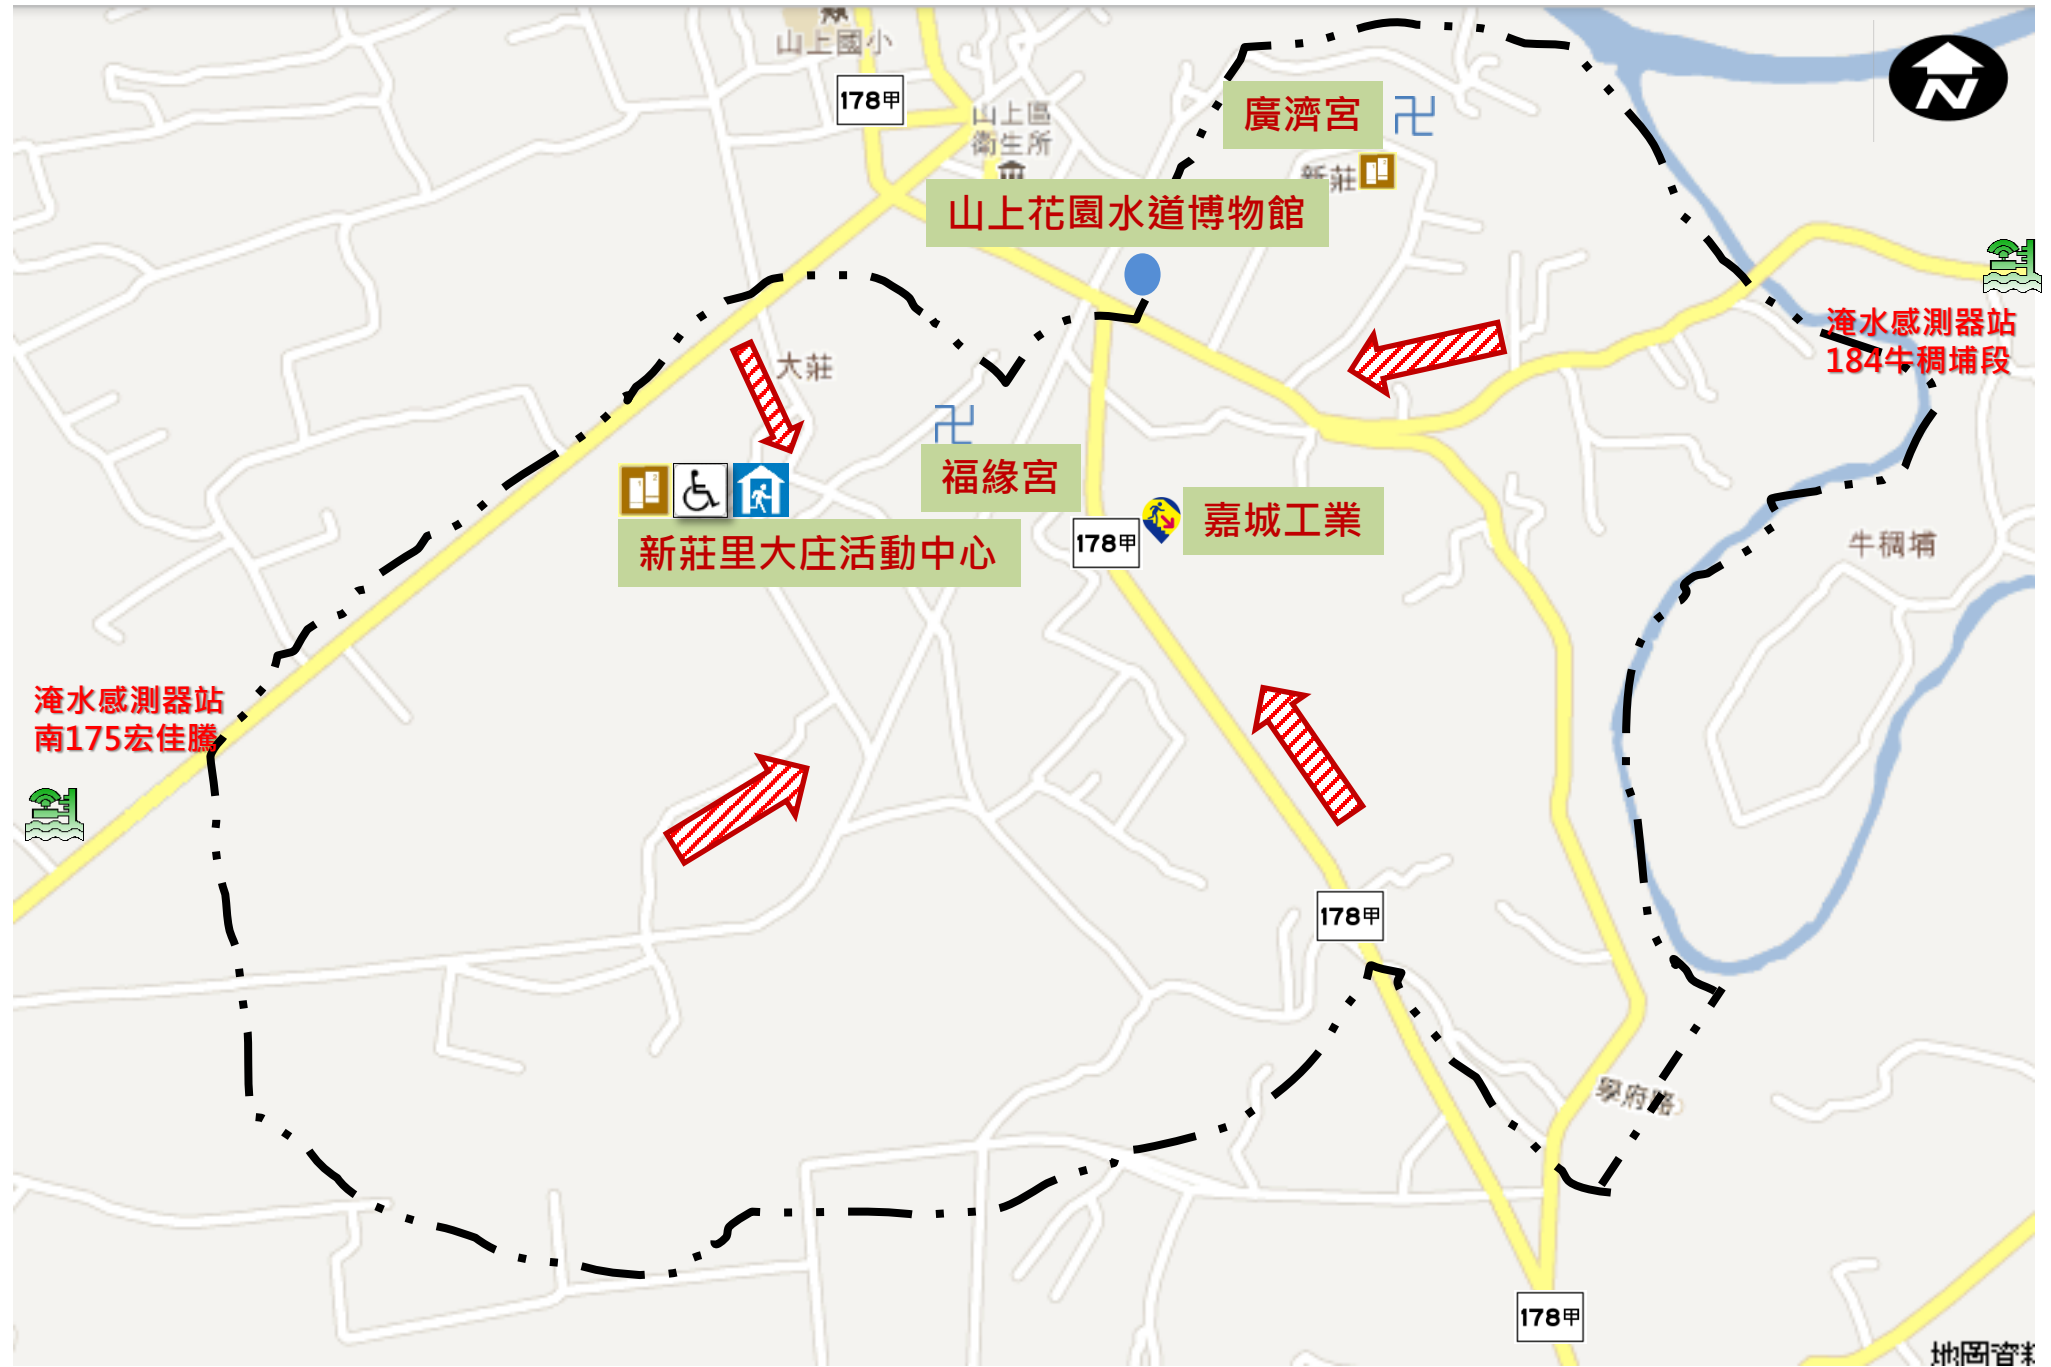 山上國小
178甲
山上區
衛生所
廣濟宮
新莊
山上花園水道博物館
N
淹水感測器站
184牛稠埔段
大莊
福緣宮
嘉城工業
178甲
新莊里大庄活動中心
牛稠埔
淹水感測器站
南175宏佳騰
178甲
學府路
178甲
地圖資料